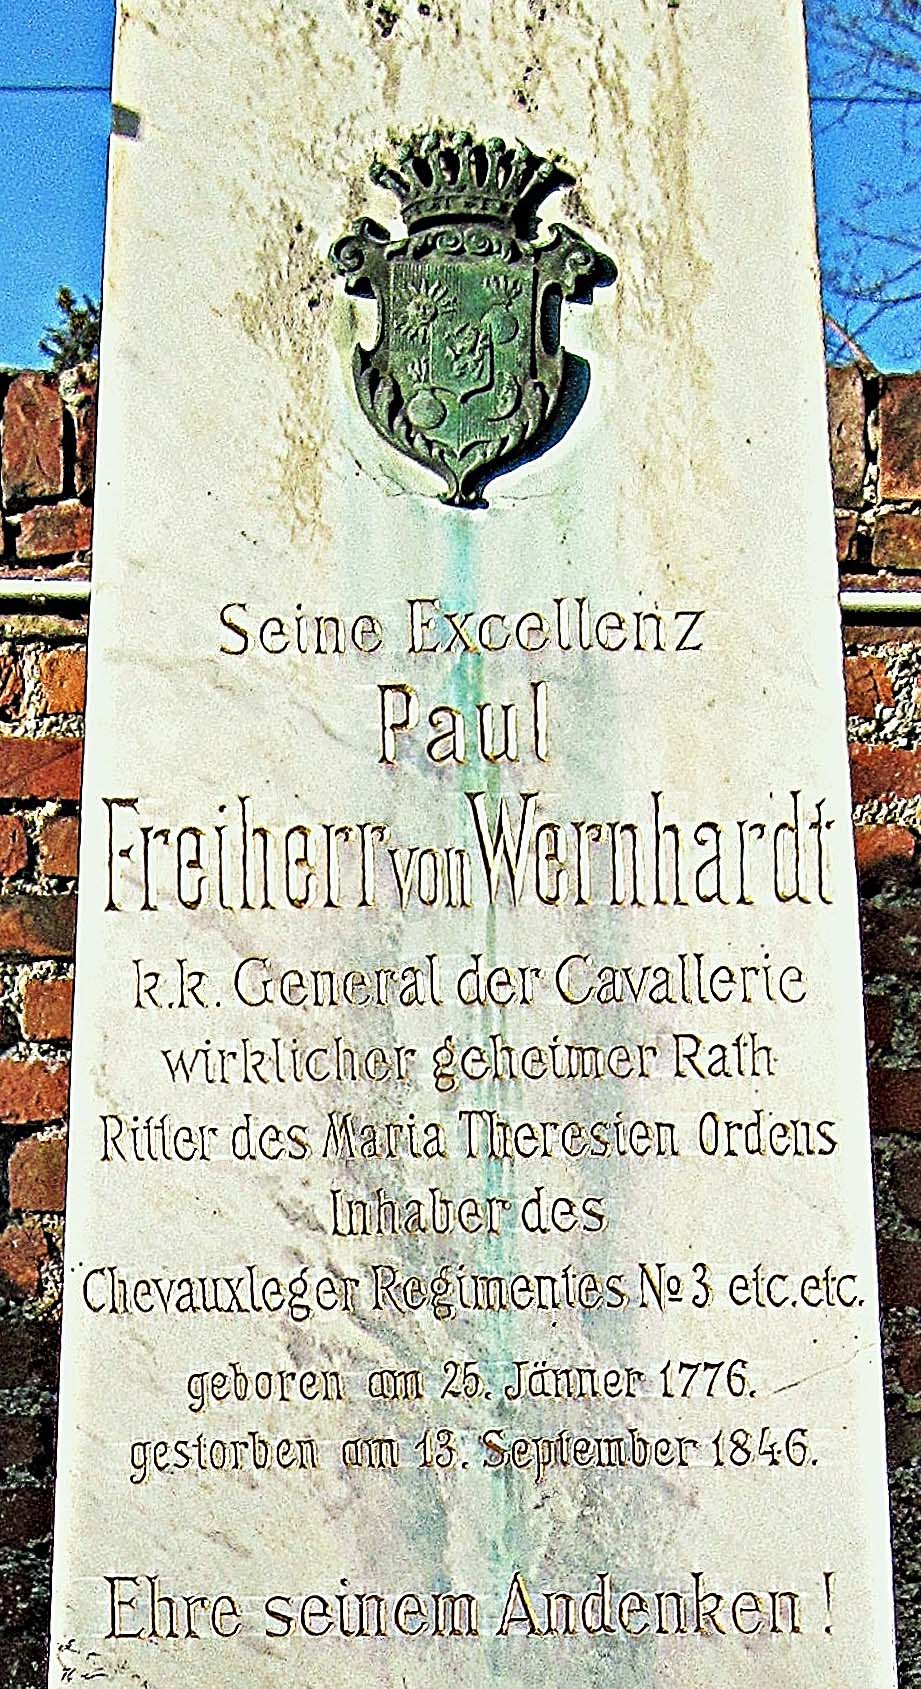 Seine Excellenz
Paul
Freiherr von Wernhardt
k.k. General der Cavallerie
wirklicher geheimer Rath
Ritter des Maria Theresien Ordens
Inhaber des
Chevauxleger Regimentes № 3 etc. etc.
geboren am 25. Jänner 1776.
gestorben am 13. September 1846.
Ehre seinem Andenken!